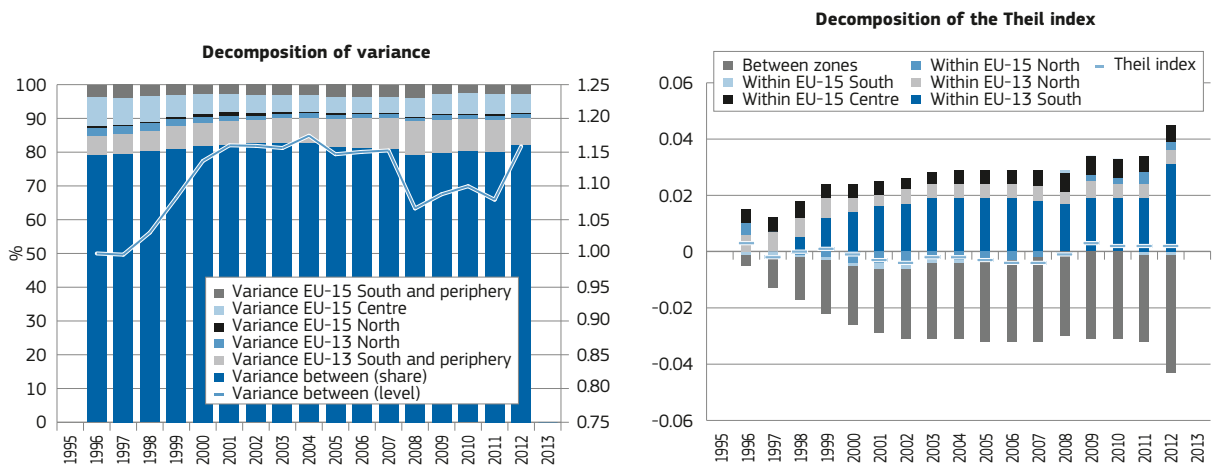 Decomposition of variance
%
100
90
80
70
60
50
40
30
20
10
0
1.25
1.20
1.15
1.10
1.05
1.00
0.95
0.90
0.85
0.80
0.75
Variance EU-15 South and periphery
Variance EU-15 Centre
Variance EU-15 North
Variance EU-13 North
Variance EU-13 South and periphery
Variance between (share)
Variance between (level)
1995 1996 1997 1998 1999 2000 2001 2002 2003 2004 2005 2006 2007 2008 2009 2010 2011 2012 2013
Decomposition of the Theil index
Between zones Within EU-15 North Theil index
Within EU-15 South Within EU-13 North
Within EU-15 Centre Within EU-13 South
0.06
0.04
0.02
0
-0.02
-0.04
-0.06
1995 1996 1997 1998 1999 2000 2001 2002 2003 2004 2005 2006 2007 2008 2009 2010 2011 2012 2013